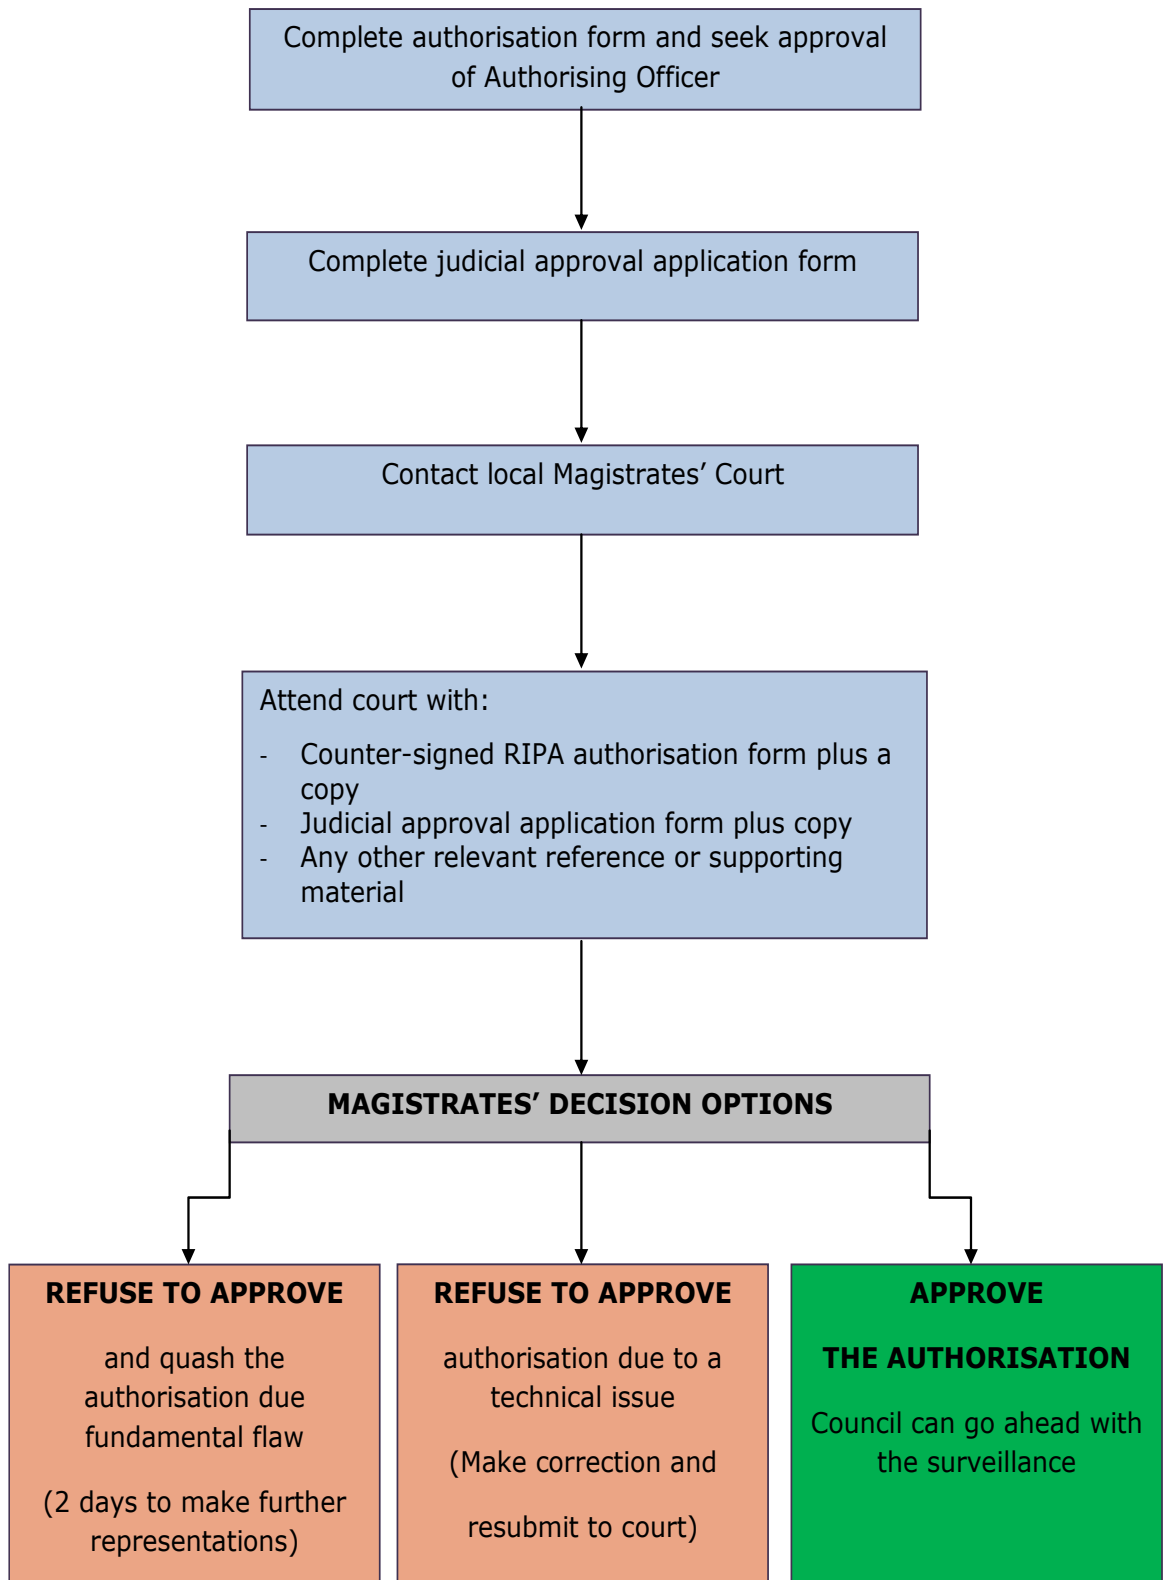 Complete authorisation form and seek approval
of Authorising Officer
Complete judicial approval application form
Contact local Magistrates’ Court
Attend court with:
- Counter-signed RIPA authorisation form plus a
copy
- Judicial approval application form plus copy
- Any other relevant reference or supporting
material
MAGISTRATES’ DECISION OPTIONS
REFUSE TO APPROVE
and quash the
authorisation due
fundamental flaw
(2 days to make further
representations)
REFUSE TO APPROVE
authorisation due to a
technical issue
(Make correction and
resubmit to court)
APPROVE
THE AUTHORISATION
Council can go ahead with
the surveillance